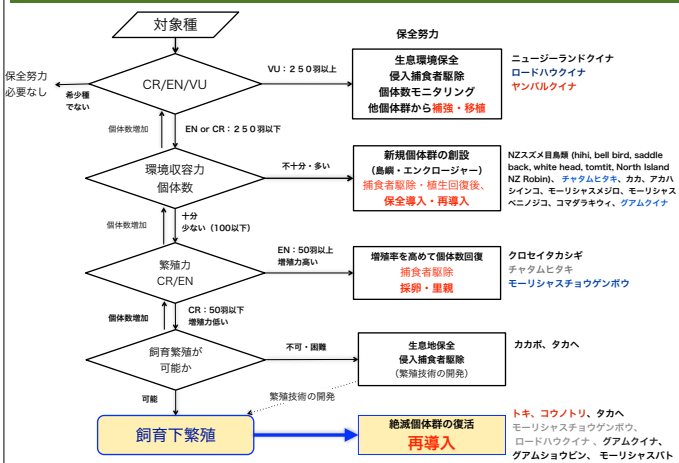 対象種
保全努力
保全努力
必要なし
希少種
でない
CR/EN/VU
VU：２５０羽以上
生息環境保全
侵入捕食者駆除
個体数モニタリング
他個体群から補強・移植
ニュージーランドクイナ
ロードハウクイナ
ヤンバルクイナ
個体数増加
EN or CR：２５０羽以下
環境収容力
個体数
不十分・多い
新規個体群の創設
（島嶼・エンクロージャー）
捕食者駆除・植生回復後、
保全導入・再導入
NZスズメ目鳥類 (hihi, bell bird, saddle
back, white head, tomtit, North Island
NZ Robin)、 チャタムヒタキ、カカ、アカハ
シインコ、モーリシャスメジロ、モーリシャス
ベニノジコ、コマダラキウィ、グアムクイナ
個体数増加
十分
少ない（100以下）
繁殖力
CR/EN
EN：50羽以上
増殖力高い
増殖率を高めて個体数回復
捕食者駆除
採卵・里親
クロセイタカシギ
チャタムヒタキ
モーリシャスチョウゲンボウ
個体数増加
CR：50羽以下
増殖力低い
飼育繁殖が
可能か
不可・困難
生息地保全
侵入捕食者駆除
（繁殖技術の開発）
カカポ、タカヘ
可能
繁殖技術の開発
飼育下繁殖
絶滅個体群の復活
再導入
トキ、コウノトリ、タカヘ
モーリシャスチョウゲンボウ、
ロードハウクイナ 、グアムクイナ、
グアムショウビン、 モーリシャスバト